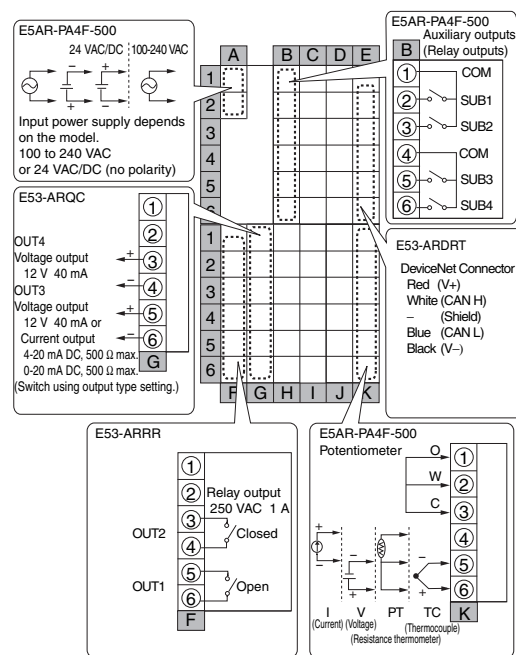 E5AR-PA4F-500
24 VAC/DC 100-240 VAC
− +
Input power supply depends
on the model.
100 to 240 VAC
or 24 VAC/DC (no polarity)
E53-ARQC
1
2
OUT4
Voltage output + 3
12 V 40 mA
− 4
OUT3
Voltage output + 5
12 V 40 mA or
Current output − 6
4-20 mA DC, 500 Ω max.
0-20 mA DC, 500 Ω max. G
(Switch using output type setting.)
A B C D E
1
2
3
4
5
6
1
2
3
4
5
6
F G H I J K
E5AR-PA4F-500
Auxiliary outputs
B (Relay outputs)
1 COM
2 SUB1
3 SUB2
4 COM
5 SUB3
6 SUB4
E53-ARDRT
DeviceNet Connector
Red (V+)
White (CAN H)
– (Shield)
Blue (CAN L)
Black (V−)
E53-ARRR
1
2 Relay output
250 VAC 1 A
OUT2 3 Closed
4
OUT1 5 Open
6
F
E5AR-PA4F-500
Potentiometer O 1
W 2
C 3
4
+ − − 5
− + + 6
I V PT TC K
(Current) (Voltage) (Thermocouple)
(Resistance thermometer)